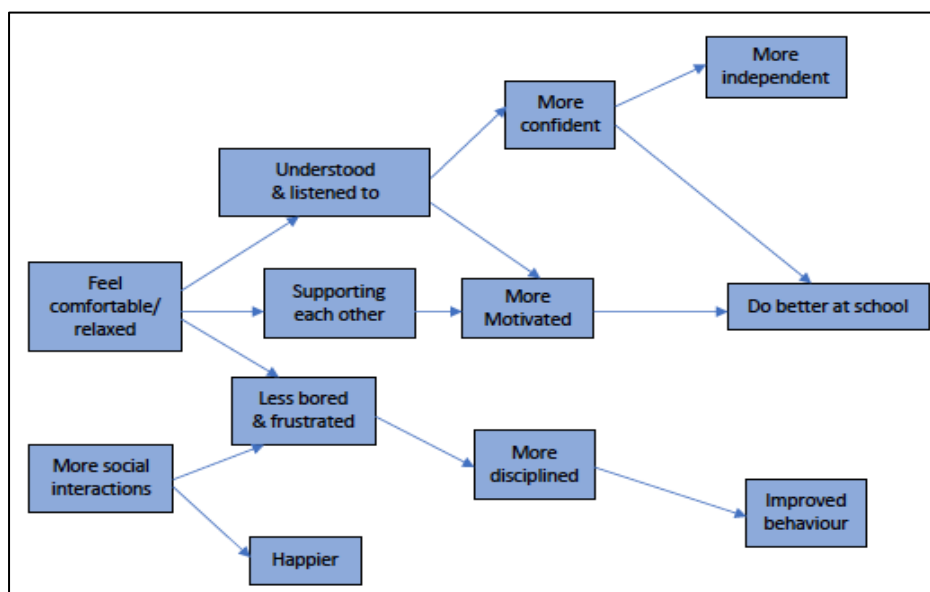 More
independent
More
confident
Understood
& listened to
Feel
comfortable/
relaxed
Supporting
each other
More
Motivated
Do better at school
Less bored
& frustrated
More social
interactions
More
disciplined
Improved
behaviour
Happier